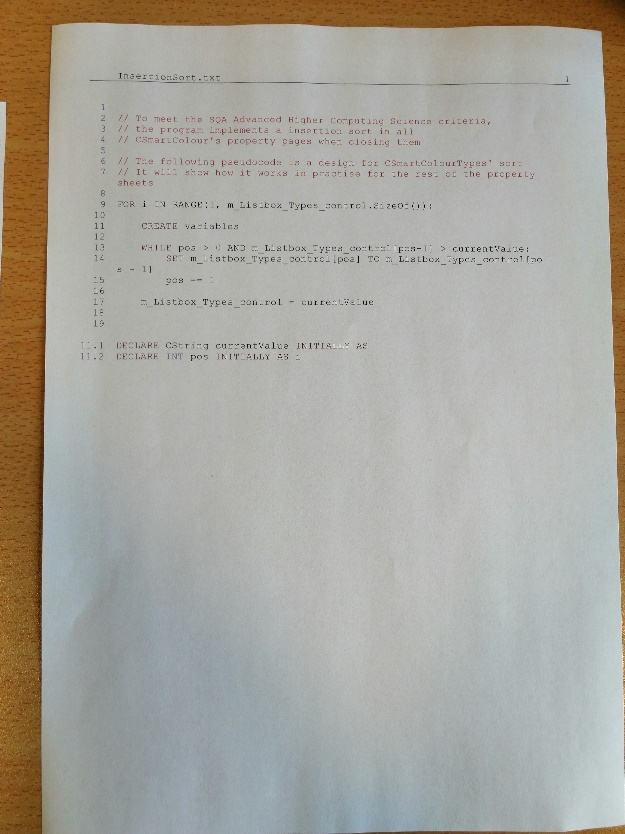 InsertionSort.txt 1
1
2 // To meet the SQA Advanced Higher Computing Science criteria,
3 // the program implements a insertion sort in all
4 // CSmartColour's property pages when closing them
5
6 // The following pseudocode is a design for CSmartColourTypes' sort
7 // It will show how it works in practise for the rest of the property
sheets
8
9 FOR i IN RANGE(1, m_Listbox_Types_control.SizeOf()):
10
11 CREATE variables
12
13 WHILE pos > 0 AND m_Listbox_Types_control[pos-1] > currentValue:
14 SET m_Listbox_Types_control[pos] TO m_Listbox_Types_control[po
s - 1]
15 pos -= 1
16
17 m_Listbox_Types_control = currentValue
18
19
11.1 DECLARE CString currentValue INITIALLY AS
11.2 DECLARE INT pos INITIALLY AS i